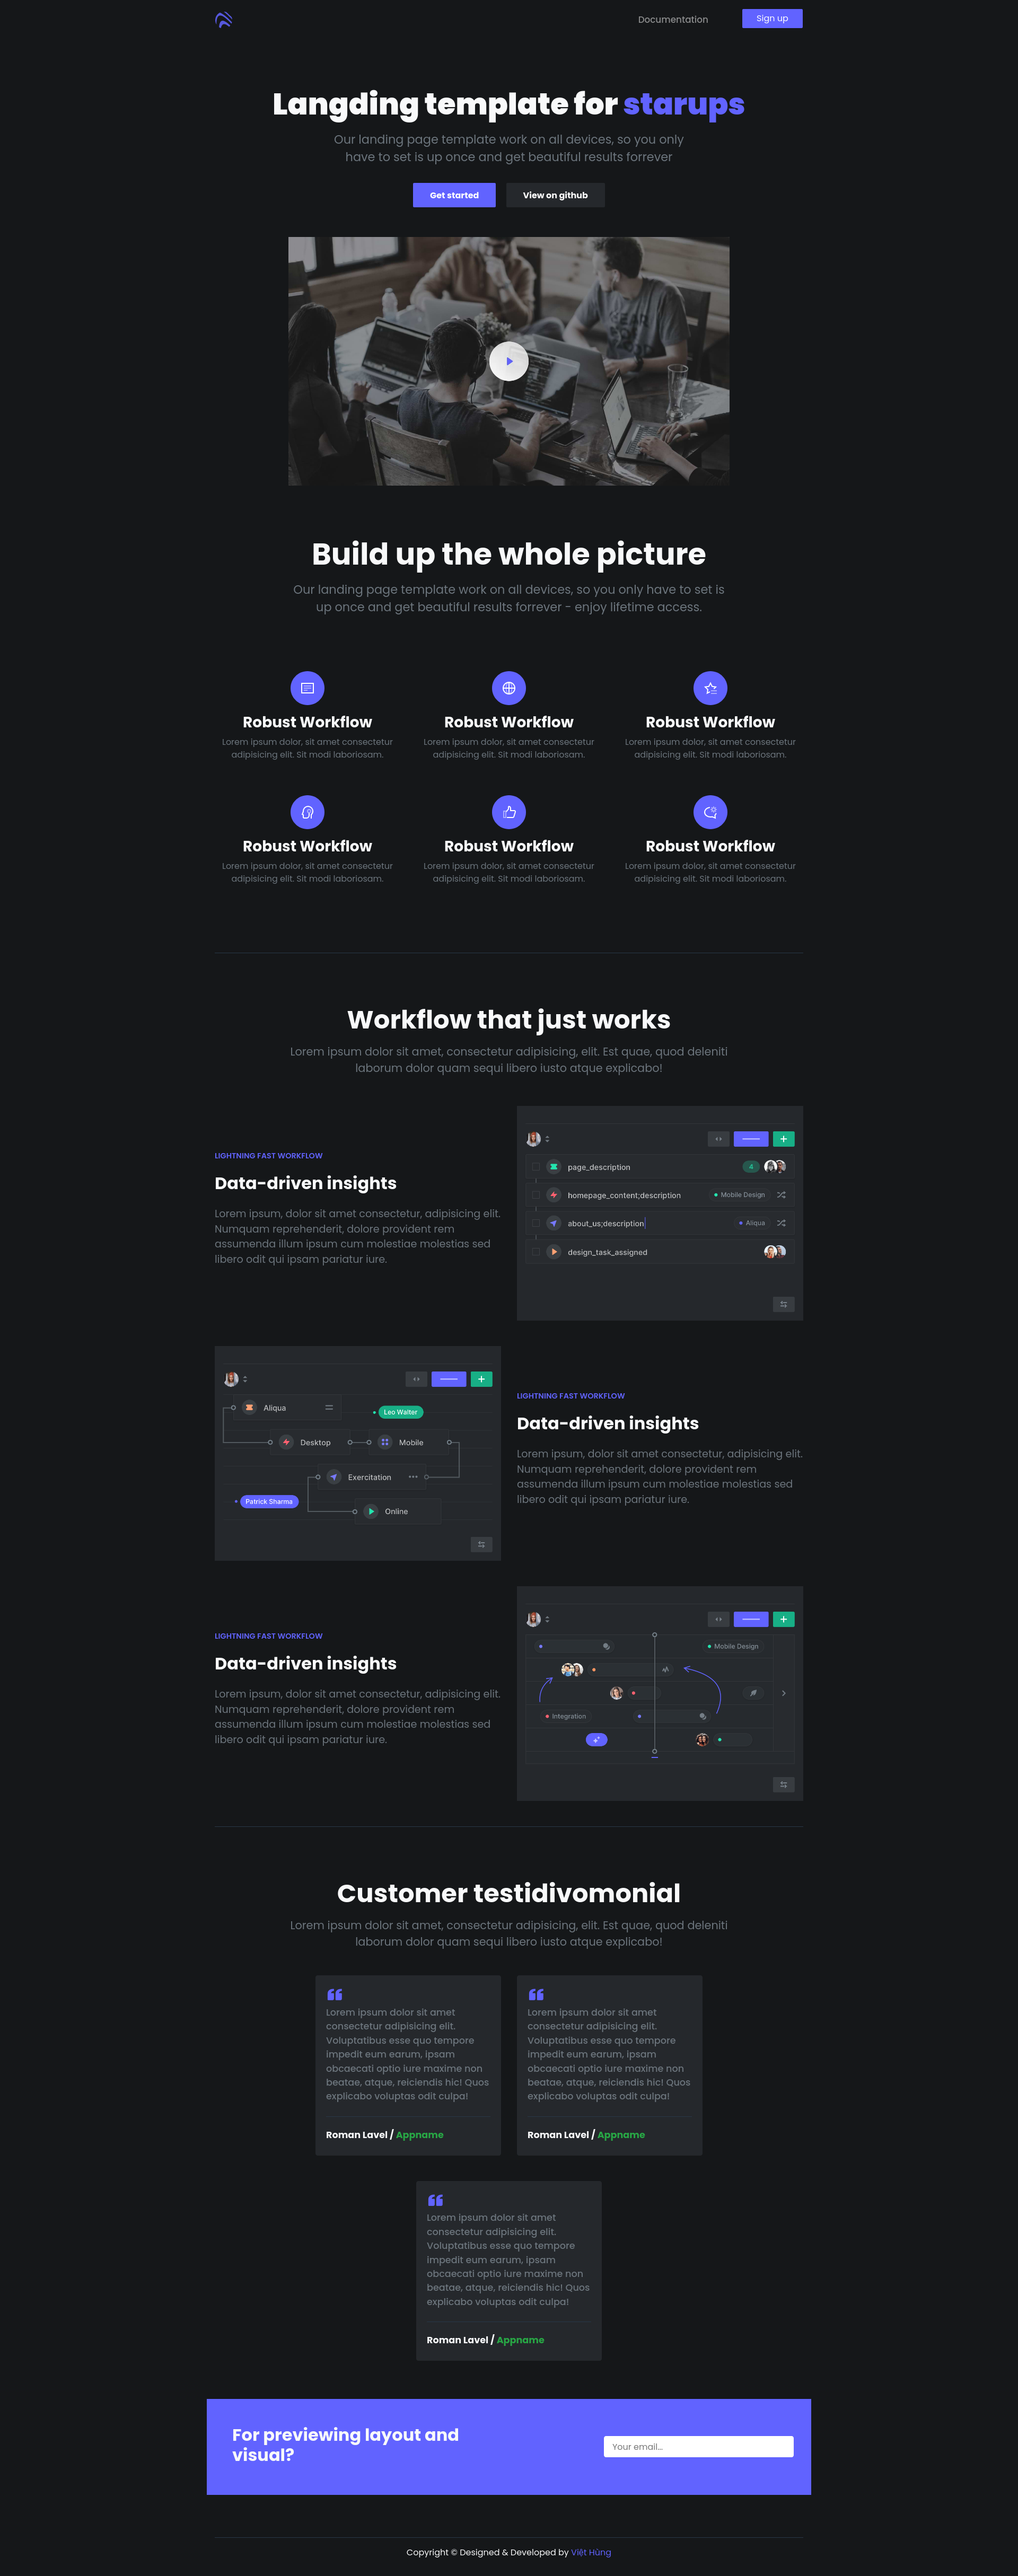 Documentation
Sign up
Langding template for starups
Our landing page template work on all devices, so you only
have to set is up once and get beautiful results forrever
Get started
View on github
Build up the whole picture
Our landing page template work on all devices, so you only have to set is
up once and get beautiful results forrever - enjoy lifetime access.
Robust Workflow
Lorem ipsum dolor, sit amet consectetur
adipisicing elit. Sit modi laboriosam.
Robust Workflow
Lorem ipsum dolor, sit amet consectetur
adipisicing elit. Sit modi laboriosam.
Robust Workflow
Lorem ipsum dolor, sit amet consectetur
adipisicing elit. Sit modi laboriosam.
Robust Workflow
Lorem ipsum dolor, sit amet consectetur
adipisicing elit. Sit modi laboriosam.
Robust Workflow
Lorem ipsum dolor, sit amet consectetur
adipisicing elit. Sit modi laboriosam.
Robust Workflow
Lorem ipsum dolor, sit amet consectetur
adipisicing elit. Sit modi laboriosam.
Workflow that just works
Lorem ipsum dolor sit amet, consectetur adipisicing, elit. Est quae, quod deleniti
laborum dolor quam sequi libero iusto atque explicabo!
LIGHTNING FAST WORKFLOW
Data-driven insights
Lorem ipsum, dolor sit amet consectetur, adipisicing elit.
Numquam reprehenderit, dolore provident rem
assumenda illum ipsum cum molestiae molestias sed
libero odit qui ipsam pariatur iure.
page_description
4
homepage_content;description
Mobile Design
about_us;description
Aliqua
design_task_assigned
Aliqua
Leo Walter
Desktop
Mobile
Exercitation
Patrick Sharma
Online
LIGHTNING FAST WORKFLOW
Data-driven insights
Lorem ipsum, dolor sit amet consectetur, adipisicing elit.
Numquam reprehenderit, dolore provident rem
assumenda illum ipsum cum molestiae molestias sed
libero odit qui ipsam pariatur iure.
LIGHTNING FAST WORKFLOW
Data-driven insights
Lorem ipsum, dolor sit amet consectetur, adipisicing elit.
Numquam reprehenderit, dolore provident rem
assumenda illum ipsum cum molestiae molestias sed
libero odit qui ipsam pariatur iure.
Mobile Design
Integration
Customer testidivomonial
Lorem ipsum dolor sit amet, consectetur adipisicing, elit. Est quae, quod deleniti
laborum dolor quam sequi libero iusto atque explicabo!
Lorem ipsum dolor sit amet
consectetur adipisicing elit.
Voluptatibus esse quo tempore
impedit eum earum, ipsam
obcaecati optio iure maxime non
beatae, atque, reiciendis hic! Quos
explicabo voluptas odit culpa!
Roman Lavel / Appname
Lorem ipsum dolor sit amet
consectetur adipisicing elit.
Voluptatibus esse quo tempore
impedit eum earum, ipsam
obcaecati optio iure maxime non
beatae, atque, reiciendis hic! Quos
explicabo voluptas odit culpa!
Roman Lavel / Appname
Lorem ipsum dolor sit amet
consectetur adipisicing elit.
Voluptatibus esse quo tempore
impedit eum earum, ipsam
obcaecati optio iure maxime non
beatae, atque, reiciendis hic! Quos
explicabo voluptas odit culpa!
Roman Lavel / Appname
For previewing layout and
visual?
Your email...
Copyright © Designed & Developed by Việt Hùng